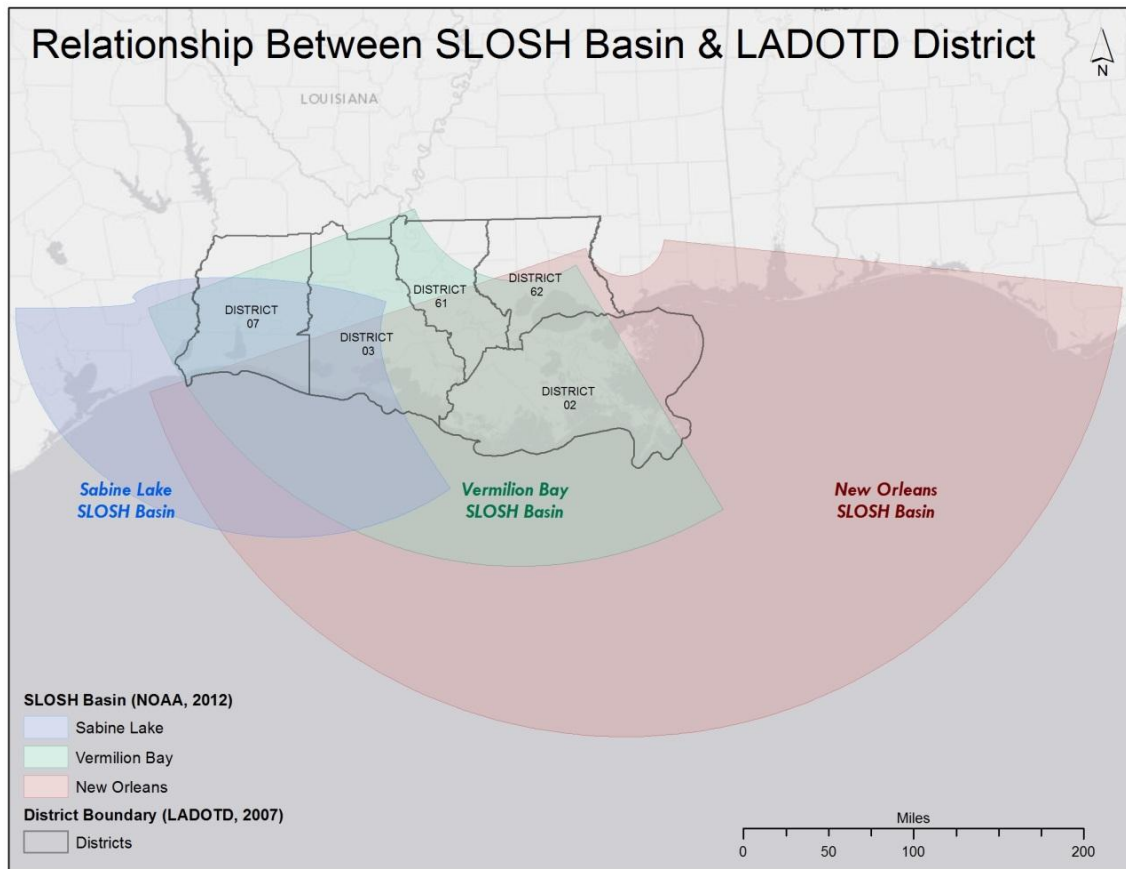 Relationship Between SLOSH Basin & LADOTD District
N
LOUISIANA
DISTRICT
07
DISTRICT
03
DISTRICT
61
DISTRICT
62
DISTRICT
02
Sabine Lake
SLOSH Basin
Vermilion Bay
SLOSH Basin
New Orleans
SLOSH Basin
SLOSH Basin (NOAA, 2012)
Sabine Lake
Vermilion Bay
New Orleans
District Boundary (LADOTD, 2007)
Districts
Miles
0 50 100 200